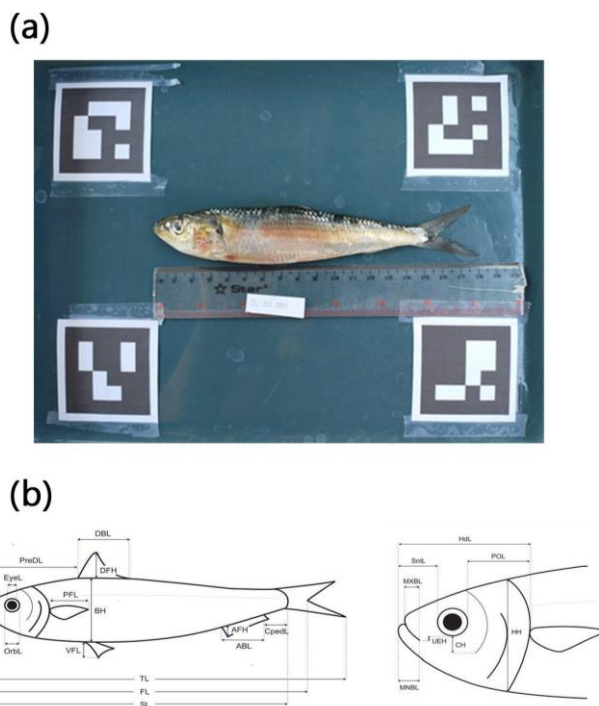 (a)
Star®
(b)
DBL
PreDL
DFH
EyeL
PFL
BH
OrbL
VFL
AFH
ABL
CpedL
TL
FL
SL
HdL
SntL
POL
MXBL
UEH
CH
HH
MNBL